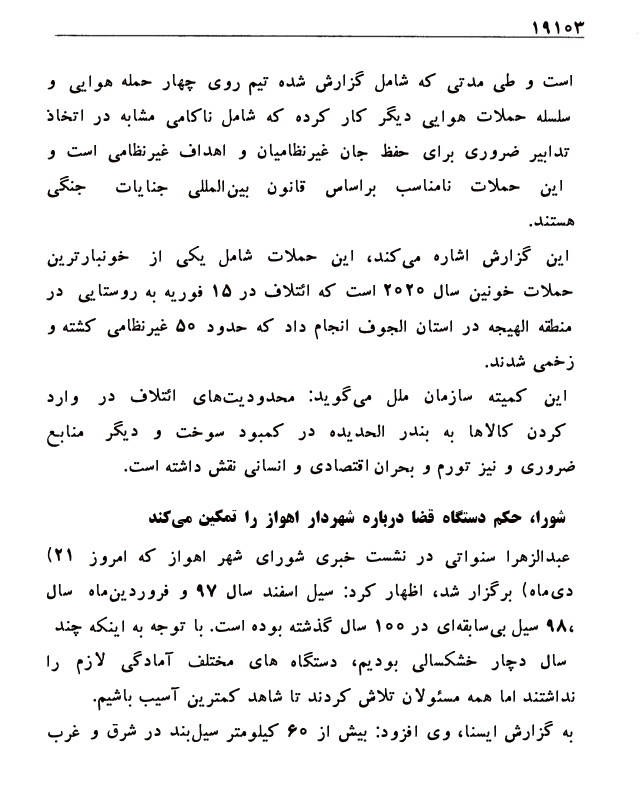 ۱۹۱۰۳
است و طی مدتی که شامل گزارش شده تیم روی چهار حمله هوایی و
سلسله حملات هوایی دیگر کار کرده که شامل ناکامی مشابه در اتخاذ
تدابیر ضروری برای حفظ جان غیرنظامیان و اهداف غیرنظامی است و
این حملات نامناسب براساس قانون بین‌المللی جنایات جنگی
هستند.
این گزارش اشاره می‌کند، این حملات شامل یکی از خونبارترین
حملات خونین سال ۲۰۲۰ است که ائتلاف در ۱۵ فوریه به روستایی در
منطقه الهیجه در استان الجوف انجام داد که حدود ۵۰ غیرنظامی کشته و
زخمی شدند.
این کمیته سازمان ملل می‌گوید: محدودیت‌های ائتلاف در وارد
کردن کالاها به بندر الحدیده در کمبود سوخت و دیگر منابع
ضروری و نیز تورم و بحران اقتصادی و انسانی نقش داشته است.
شورا، حکم دستگاه قضا درباره شهردار اهواز را تمکین می‌کند
عبدالزهرا سنواتی در نشست خبری شورای شهر اهواز که امروز ۲۱)
دی‌ماه) برگزار شد، اظهار کرد: سیل اسفند سال ۹۷ و فروردین‌ماه سال
،۹۸ سیل بی‌سابقه‌ای در ۱۰۰ سال گذشته بوده است. با توجه به اینکه چند
سال دچار خشکسالی بودیم، دستگاه های مختلف آمادگی لازم را
نداشتند اما همه مسئولان تلاش کردند تا شاهد کمترین آسیب باشیم.
به گزارش ایسنا، وی افزود: بیش از ۶۰ کیلومتر سیل‌بند در شرق و غرب